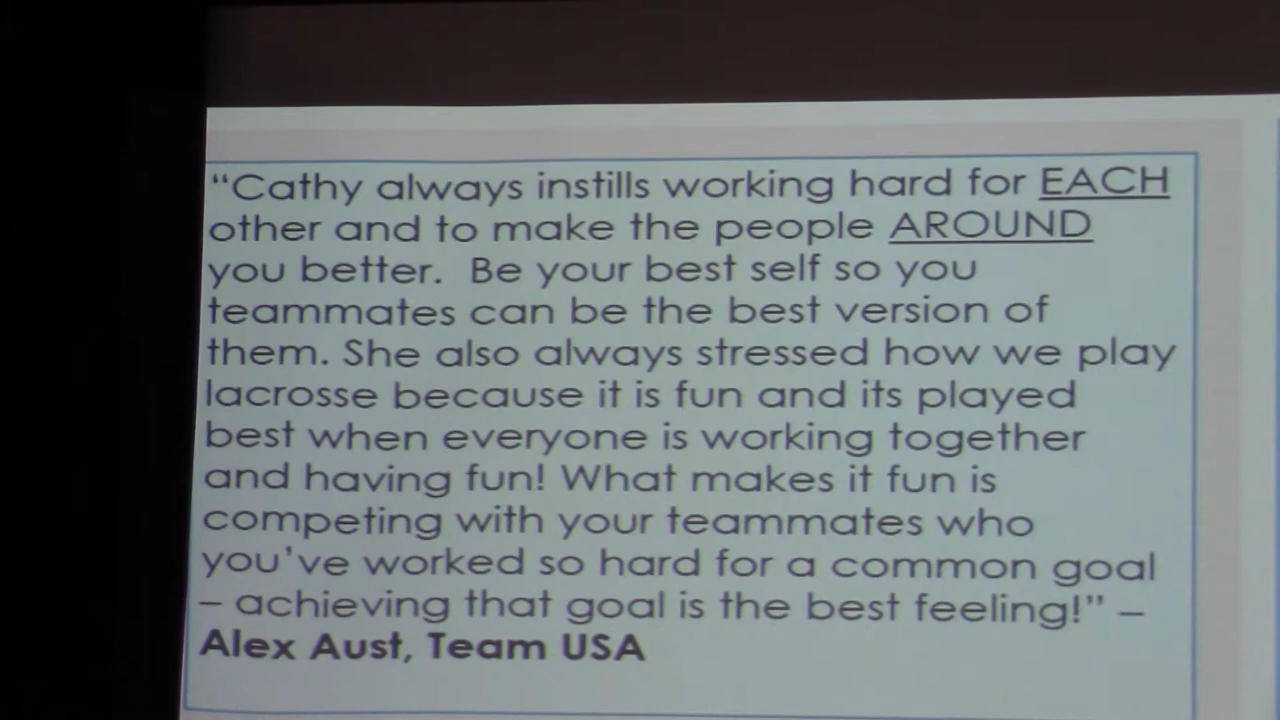 “Cathy always instills working hard for EACH
other and to make the people AROUND
you better.  Be your best self so you
teammates can be the best version of
them. She also always stressed how we play
lacrosse because it is fun and its played
best when everyone is working together
and having fun! What makes it fun is
competing with your teammates who
you’ve worked so hard for a common goal
– achieving that goal is the best feeling!” –
Alex Aust, Team USA